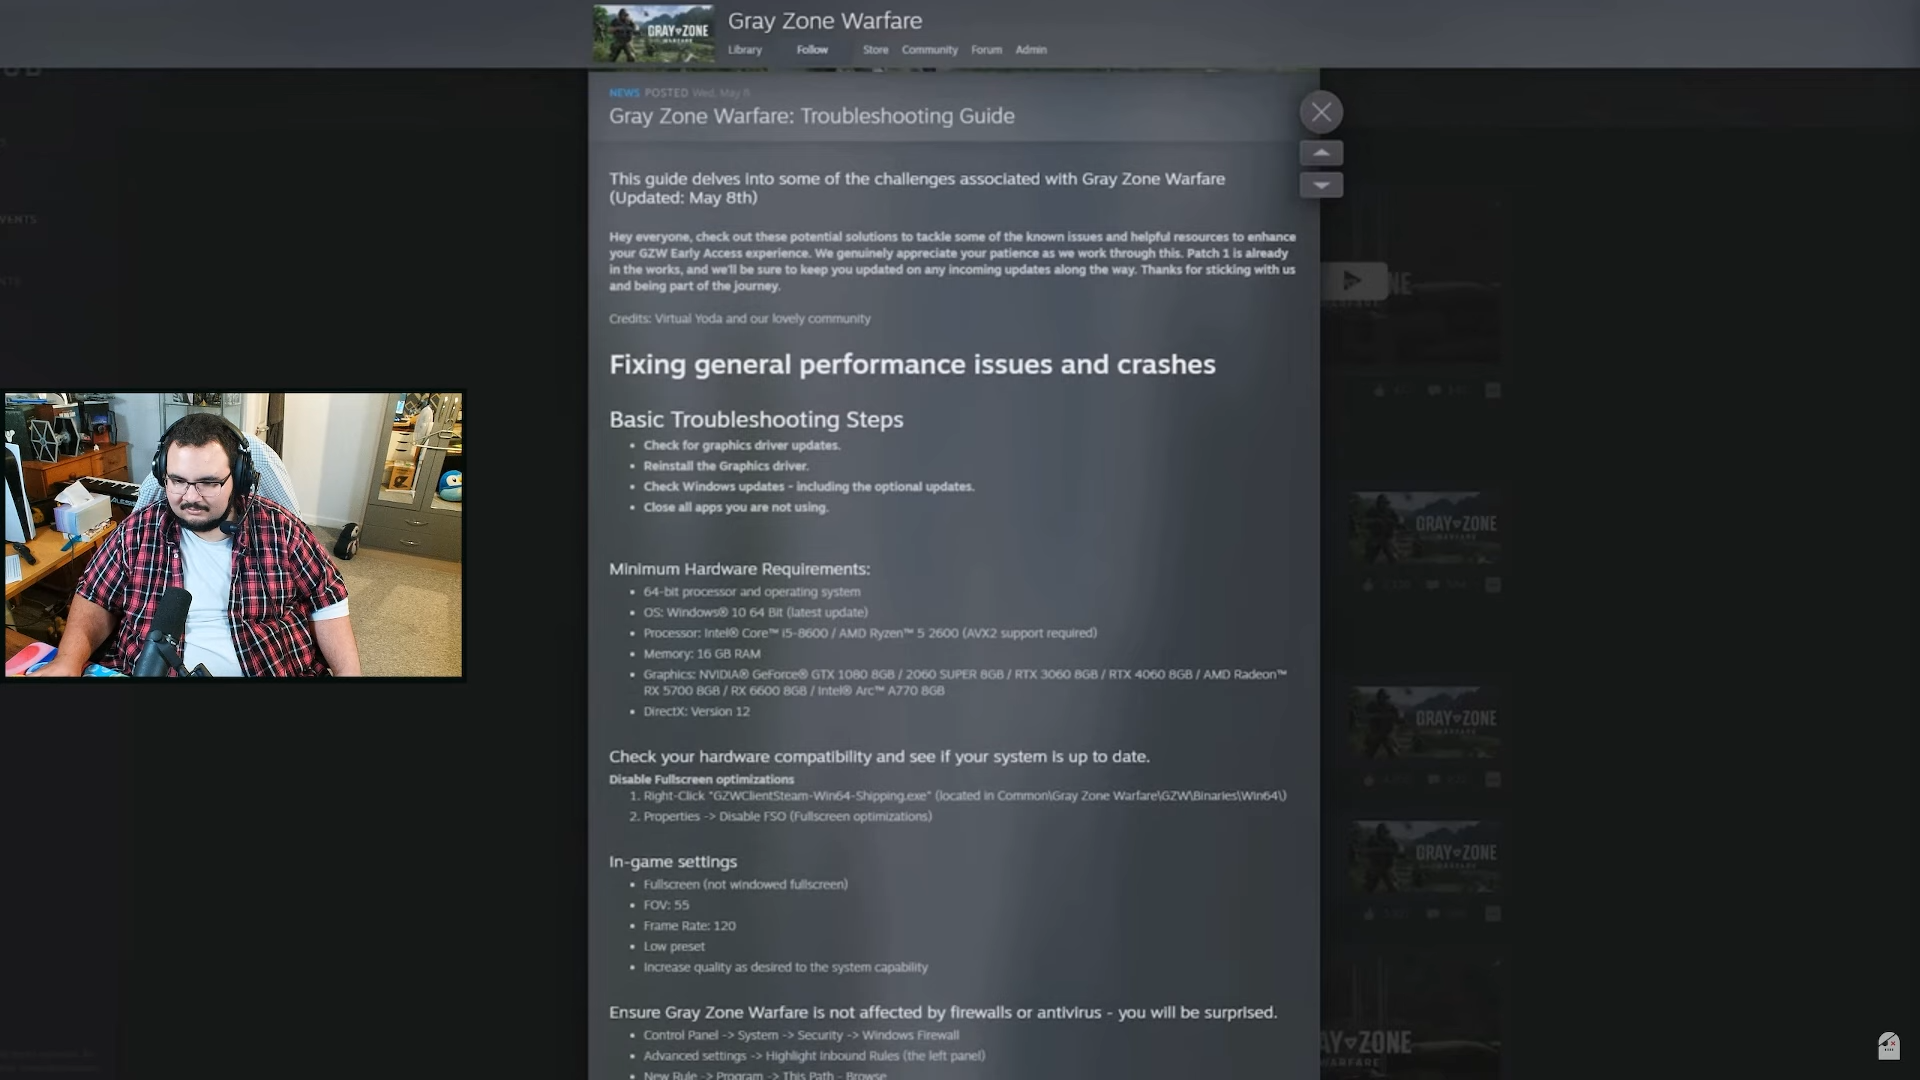 Gray Zone Warfare
Library Follow Store Community Forum Admin
GRAY ZONE
WARFARE
NEWS POSTED Wed, May 8
Gray Zone Warfare: Troubleshooting Guide
This guide delves into some of the challenges associated with Gray Zone Warfare
(Updated: May 8th)
Hey everyone, check out these potential solutions to tackle some of the known issues and helpful resources to enhance
your GZW Early Access experience. We genuinely appreciate your patience as we work through this. Patch 1 is already
in the works, and we'll be sure to keep you updated on any incoming updates along the way. Thanks for sticking with us
and being part of the journey.
Credits: Virtual Yoda and our lovely community
Fixing general performance issues and crashes
Basic Troubleshooting Steps
• Check for graphics driver updates.
• Reinstall the Graphics driver.
• Check Windows updates - including the optional updates.
• Close all apps you are not using.
Minimum Hardware Requirements:
• 64-bit processor and operating system
• OS: Windows® 10 64 Bit (latest update)
• Processor: Intel® Core™ i5-8600 / AMD Ryzen™ 5 2600 (AVX2 support required)
• Memory: 16 GB RAM
• Graphics: NVIDIA® GeForce® GTX 1080 8GB / 2060 SUPER 8GB / RTX 3060 8GB / RTX 4060 8GB / AMD Radeon™
RX 5700 8GB / RX 6600 8GB / Intel® Arc™ A770 8GB
• DirectX: Version 12
Check your hardware compatibility and see if your system is up to date.
Disable Fullscreen optimizations
1. Right-Click "GZWClientSteam-Win64-Shipping.exe" (located in Common\Gray Zone Warfare\GZW\Binaries\Win64\)
2. Properties -> Disable FSO (Fullscreen optimizations)
In-game settings
• Fullscreen (not windowed fullscreen)
• FOV: 55
• Frame Rate: 120
• Low preset
• Increase quality as desired to the system capability
Ensure Gray Zone Warfare is not affected by firewalls or antivirus - you will be surprised.
• Control Panel -> System -> Security -> Windows Firewall
• Advanced settings -> Highlight Inbound Rules (the left panel)
• New Rule -> Program -> This Path - Browse
GRAY ZONE
WARFARE
GRAY ZONE
WARFARE
GRAY ZONE
WARFARE
AY ZONE
WARFARE